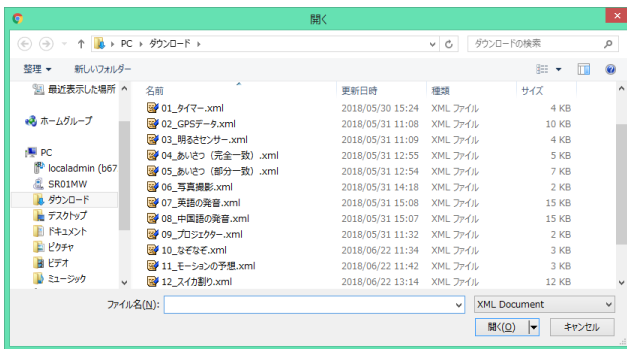 開く
PC ▸ ダウンロード ▸
ダウンロードの検索
整理 ▼ 新しいフォルダー
最近表示した場所
ホームグループ
PC
localadmin (b67
SR01MW
ダウンロード
デスクトップ
ドキュメント
ピクチャ
ビデオ
ミュージック
名前 更新日時 種類 サイズ
01_タイマー.xml 2018/05/30 15:24 XML ファイル 4 KB
02_GPSデータ.xml 2018/05/31 11:08 XML ファイル 10 KB
03_明るさセンサー.xml 2018/05/31 11:09 XML ファイル 4 KB
04_あいさつ（完全一致）.xml 2018/05/31 12:55 XML ファイル 5 KB
05_あいさつ（部分一致）.xml 2018/05/31 12:54 XML ファイル 7 KB
06_写真撮影.xml 2018/05/31 14:18 XML ファイル 2 KB
07_英語の発音.xml 2018/05/31 15:08 XML ファイル 15 KB
08_中国語の発音.xml 2018/05/31 15:07 XML ファイル 15 KB
09_プロジェクター.xml 2018/05/31 11:32 XML ファイル 2 KB
10_なぞなぞ.xml 2018/06/22 11:34 XML ファイル 3 KB
11_モーションの予想.xml 2018/06/22 11:42 XML ファイル 3 KB
12_スイカ割り.xml 2018/06/22 13:14 XML ファイル 12 KB
ファイル名(N):
XML Document
開く(O) キャンセル